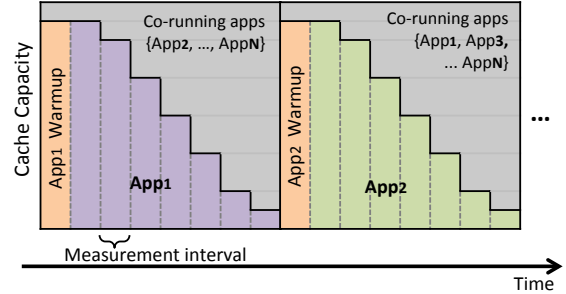 Co-running apps
{App2, ..., AppN}
Co-running apps
{App1, App3,
... AppN}
Cache Capacity
App1 Warmup
App1
App2 Warmup
App2
...
Measurement interval
Time